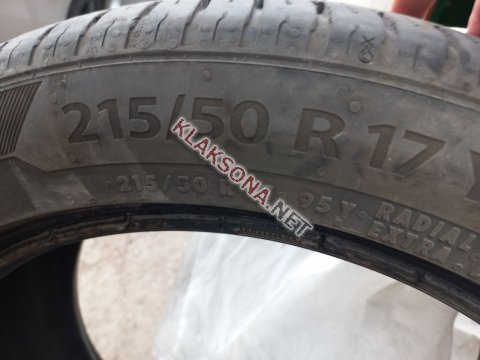 215/50 R 17 Y
215/50 R 95 Y · RADIAL
EXTRA
KLAKSONA.NET